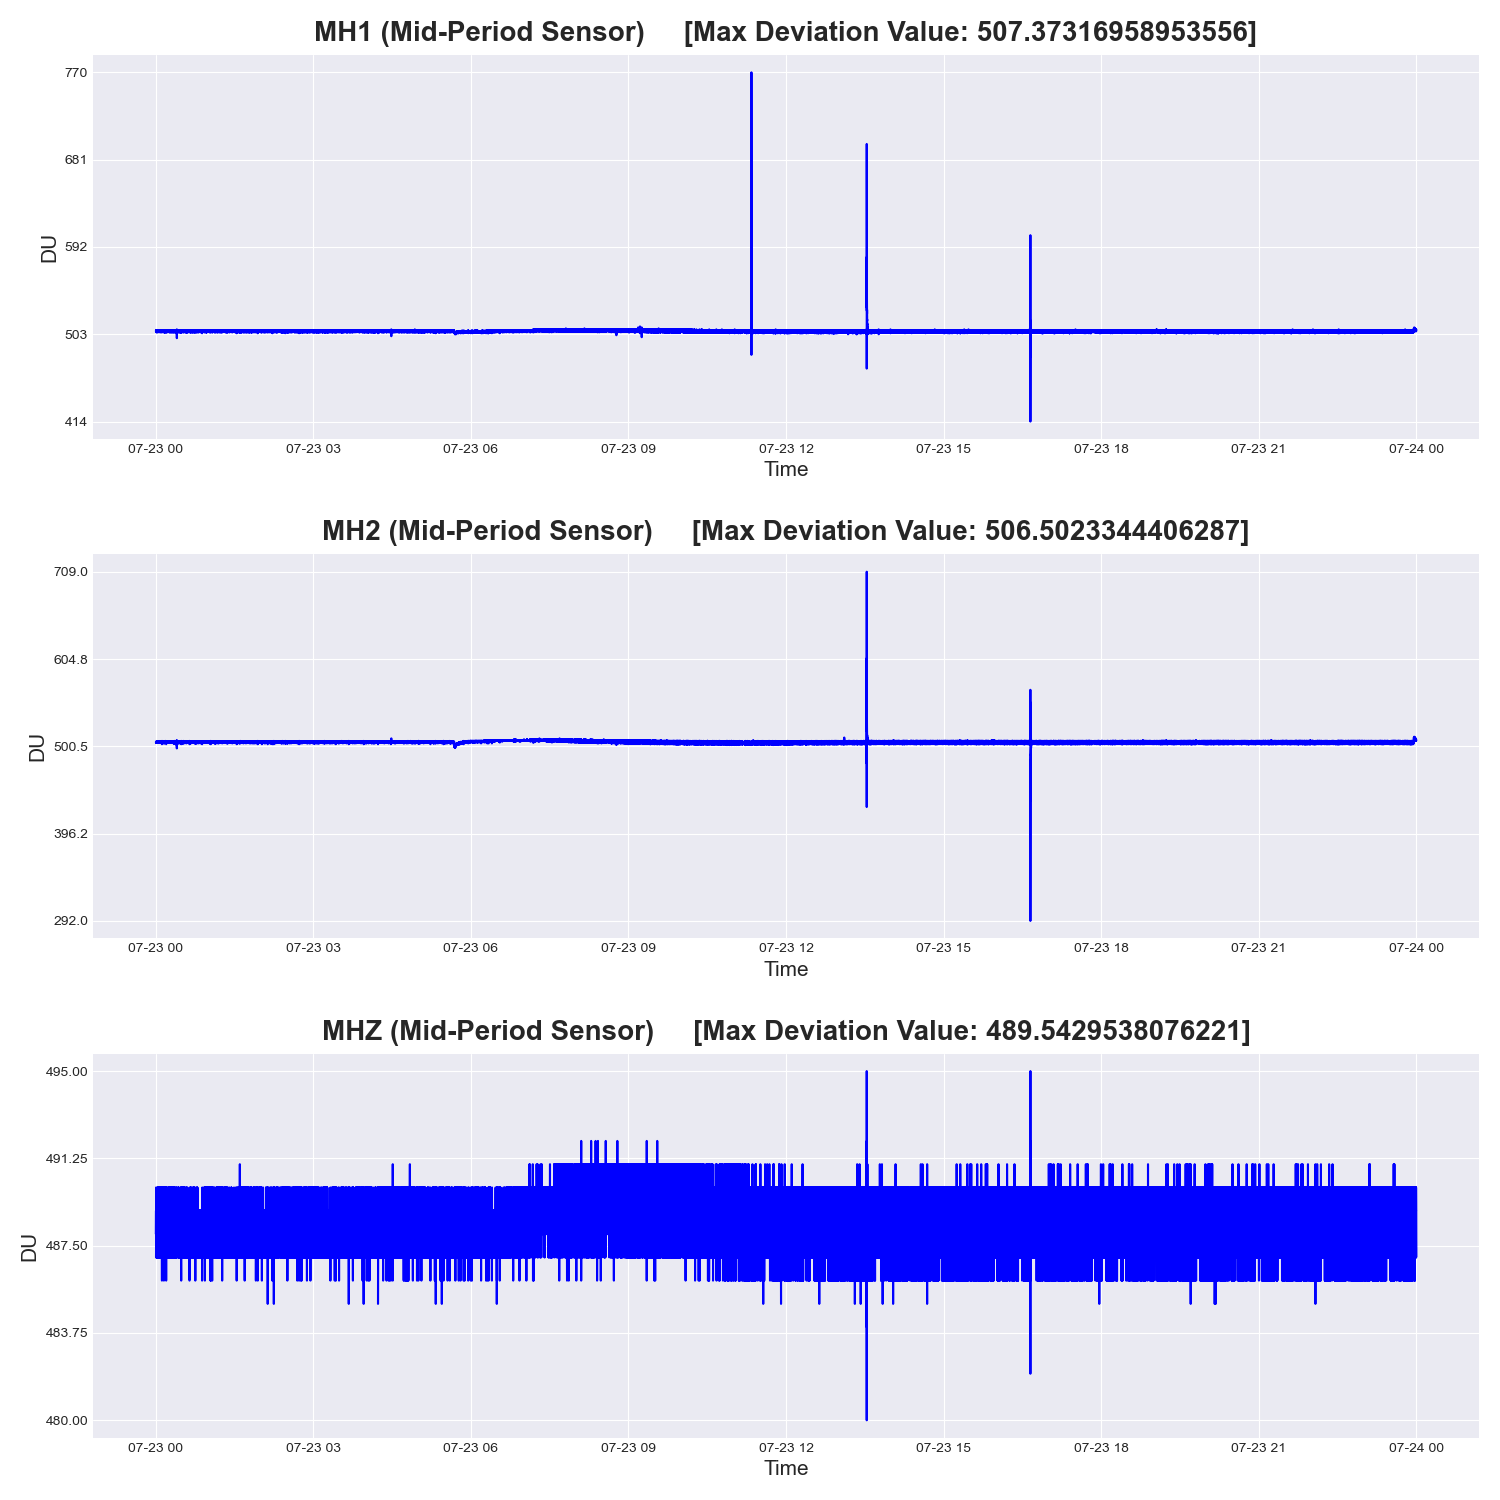 MH1 (Mid-Period Sensor) [Max Deviation Value: 507.37316958953556]
770
681
592
503
414
DU
07-23 00 07-23 03 07-23 06 07-23 09 07-23 12 07-23 15 07-23 18 07-23 21 07-24 00
Time
MH2 (Mid-Period Sensor) [Max Deviation Value: 506.5023344406287]
709.0
604.8
500.5
396.2
292.0
DU
07-23 00 07-23 03 07-23 06 07-23 09 07-23 12 07-23 15 07-23 18 07-23 21 07-24 00
Time
MHZ (Mid-Period Sensor) [Max Deviation Value: 489.5429538076221]
495.00
491.25
487.50
483.75
480.00
DU
07-23 00 07-23 03 07-23 06 07-23 09 07-23 12 07-23 15 07-23 18 07-23 21 07-24 00
Time